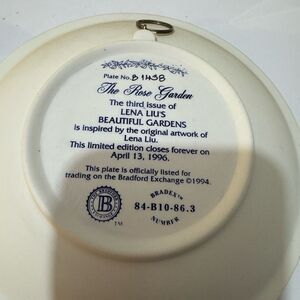 Plate No. B 1438
The Rose Garden
The third issue of
LENA LIU'S
BEAUTIFUL GARDENS
is inspired by the original artwork of
Lena Liu.
This limited edition closes forever on
April 13, 1996.
This plate is officially listed for
trading on the Bradford Exchange ©1994.
BRADEX™
84-B10-86.3
NUMBER
B
TM